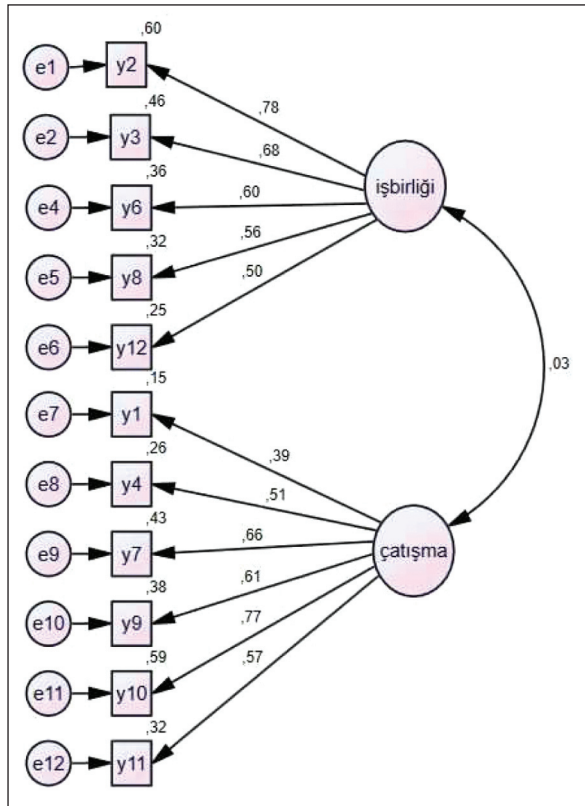 ,60
e1 y2
,78
,46
e2 y3
,68
,36
işbirliği
e4 y6
,60
,56
,32
e5 y8
,50
,25
e6 y12
,03
,15
e7 y1
,39
,26
e8 y4
,51
,43
e9 y7
,66
çatışma
,38
,61
e10 y9
,77
,59
,57
e11 y10
,32
e12 y11